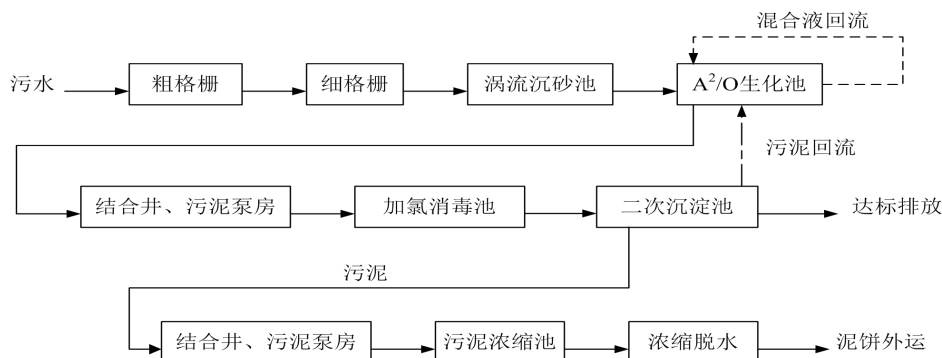 混合液回流
污水
粗格栅
细格栅
涡流沉砂池
A²/O生化池
污泥回流
结合井、污泥泵房
加氯消毒池
二次沉淀池
达标排放
污泥
结合井、污泥泵房
污泥浓缩池
浓缩脱水
泥饼外运